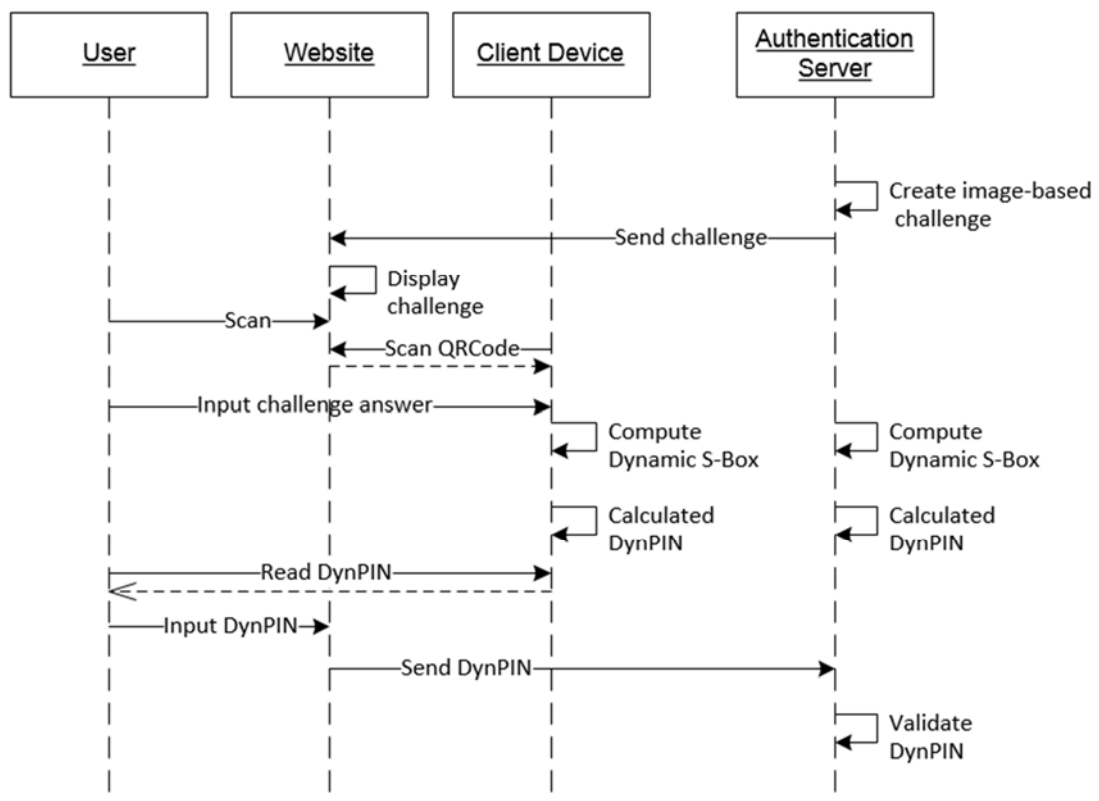 User
Website
Client Device
Authentication
Server
Create image-based
challenge
Send challenge
Display
challenge
Scan
Scan QRCode
Input challenge answer
Compute
Dynamic S-Box
Compute
Dynamic S-Box
Calculated
DynPIN
Calculated
DynPIN
Read DynPIN
Input DynPIN
Send DynPIN
Validate
DynPIN